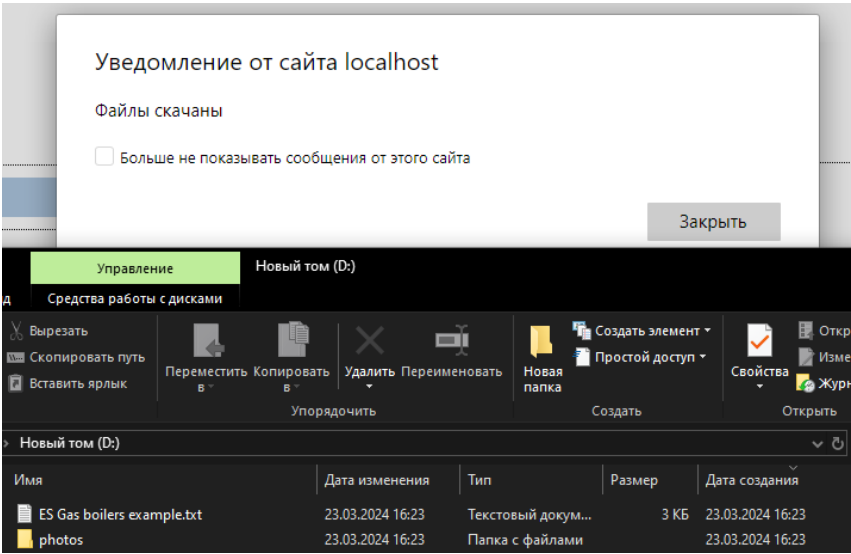 Уведомление от сайта localhost
Файлы скачаны
Больше не показывать сообщения от этого сайта
Закрыть
Управление Новый том (D:)
д Средства работы с дисками
Вырезать
Скопировать путь
Вставить ярлык
Переместить в Копировать в Удалить Переименовать
Упорядочить
Новая папка
Создать элемент
Простой доступ
Создать
Свойства
Откр
Изме
Журн
Открыть
Новый том (D:)
Имя Дата изменения Тип Размер Дата создания
ES Gas boilers example.txt 23.03.2024 16:23 Текстовый докум... 3 КБ 23.03.2024 16:23
photos 23.03.2024 16:23 Папка с файлами 23.03.2024 16:23